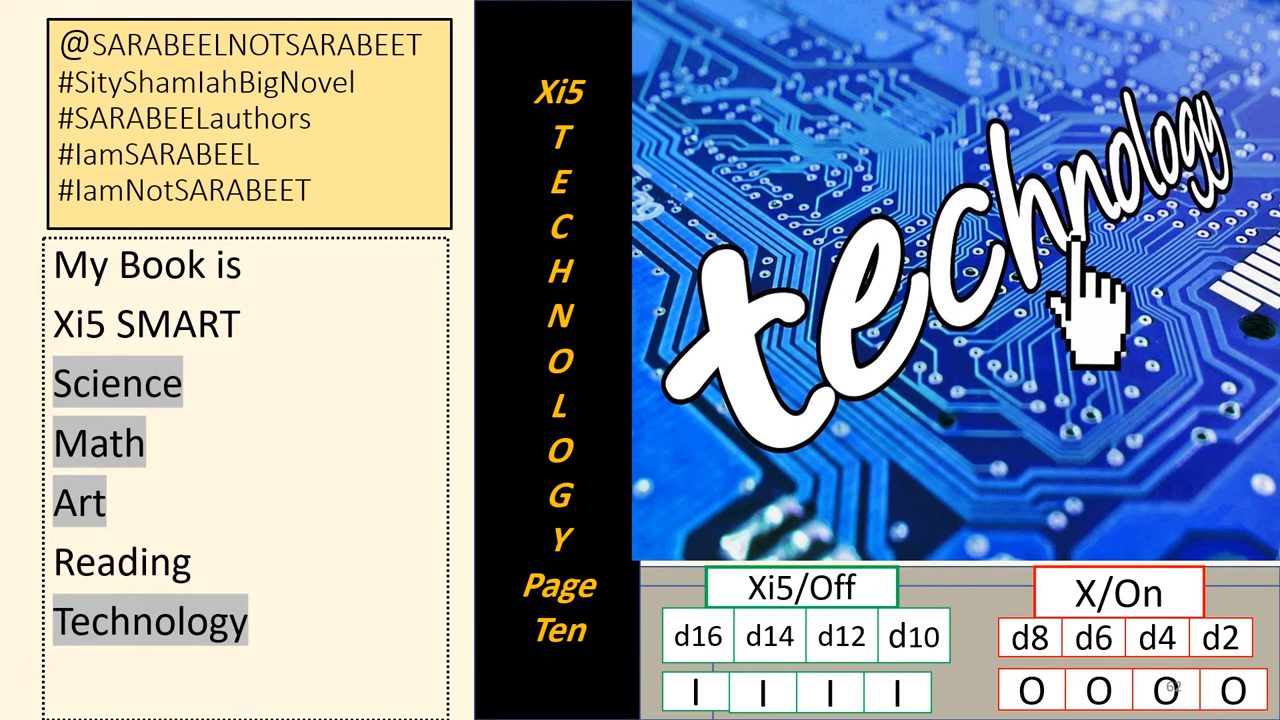 @SARABEELNOTSARABEET
#SityShamIahBigNovel
#SARABEELauthors
#IamSARABEEL
#IamNotSARABEET
My Book is
Xi5 SMART
Science
Math
Art
Reading
Technology
Xi5
T
E
C
H
N
O
L
O
G
Y
Page
Ten
technology
Xi5/Off
d16 d14 d12 d10
I I I I
X/On
d8 d6 d4 d2
O O O O
62